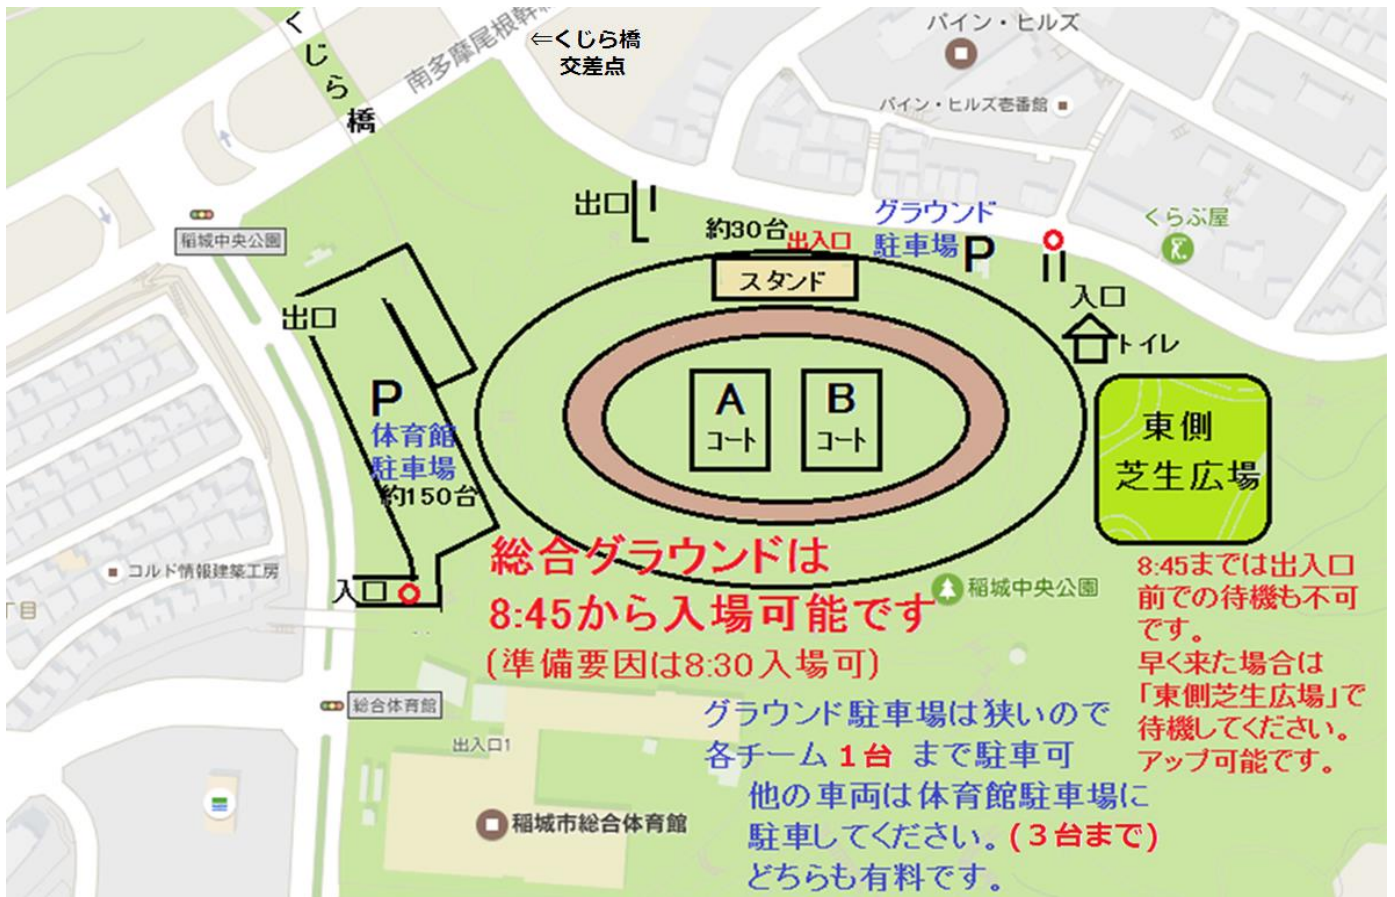 くじら橋
南多摩尾根幹
⇐くじら橋
交差点
パイン・ヒルズ
パイン・ヒルズ壱番館
稲城中央公園
出口
約30台
出入口
グラウンド
駐車場
P
くらぶ屋
入口
スタンド
トイレ
出口
P
体育館
駐車場
約150台
A
コート
B
コート
東側
芝生広場
コルド情報建築工房
丁目
入口
総合グラウンドは
8:45から入場可能です
(準備要因は8:30入場可)
稲城中央公園
8:45までは出入口
前での待機も不可
です。
早く来た場合は
「東側芝生広場」で
待機してください。
アップ可能です。
総合体育館
出入口1
稲城市総合体育館
グラウンド駐車場は狭いので
各チーム1台 まで駐車可
他の車両は体育館駐車場に
駐車してください。(3台まで)
どちらも有料です。